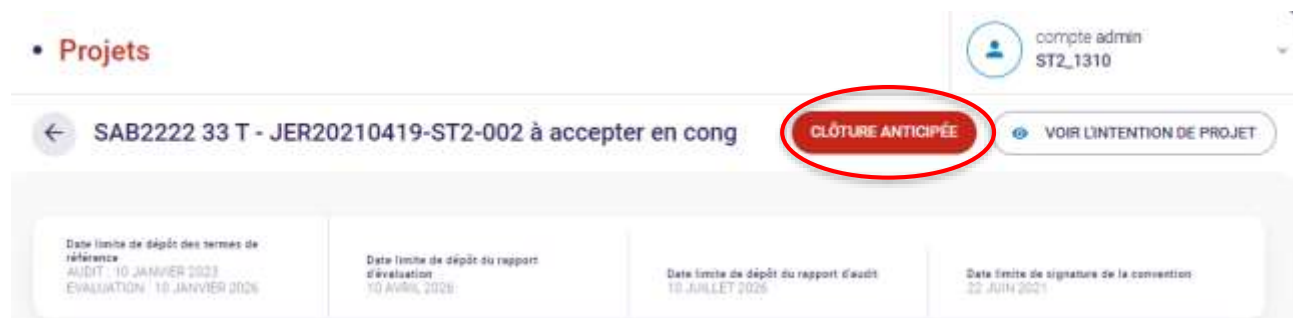 • Projets
compte admin
ST2_1310
SAB2222 33 T - JER20210419-ST2-002 à accepter en cong
CLÔTURE ANTICIPÉE
VOIR L'INTENTION DE PROJET
Date limite de dépôt des termes de
référence
AUDIT : 10 JANVIER 2023
EVALUATION : 10 JANVIER 2026
Date limite de dépôt du rapport
d'évaluation
10 AVRIL 2026
Date limite de dépôt du rapport d'audit
10 JUILLET 2026
Date limite de signature de la convention
22 JUIN 2021